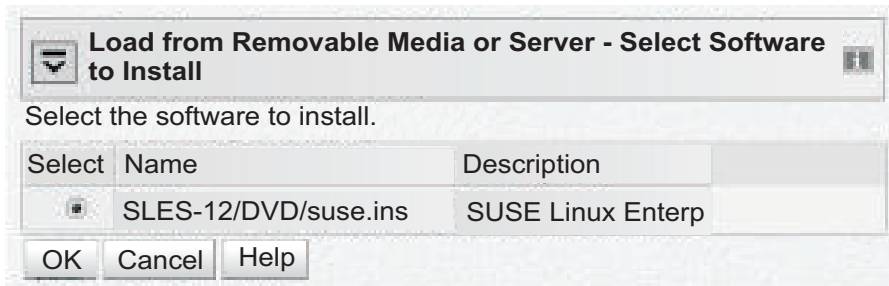 Load from Removable Media or Server - Select Software
to Install
Select the software to install.
Select Name Description
SLES-12/DVD/suse.ins SUSE Linux Enterp
OK Cancel Help